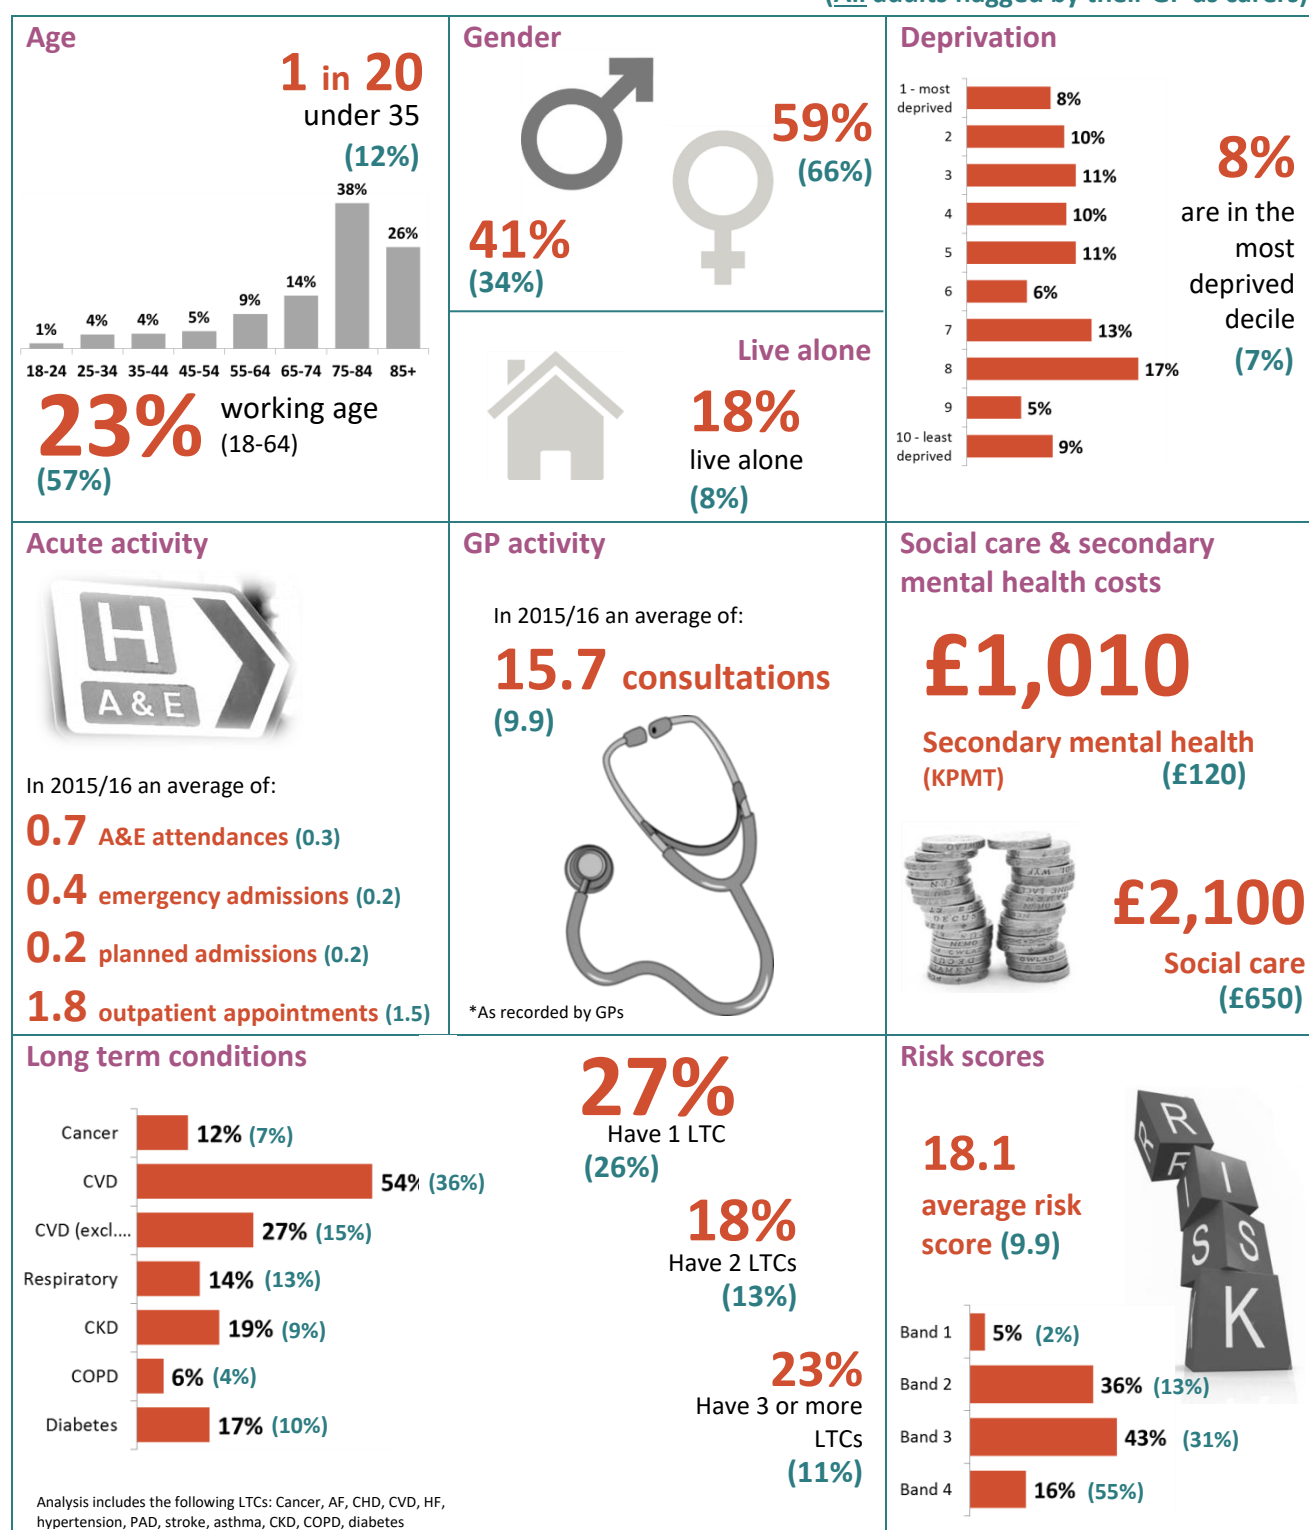 (All adults flagged by their GP as carers)
Age
1 in 20
under 35
(12%)
38%
26%
14%
9%
5%
4%
4%
1%
18-24 25-34 35-44 45-54 55-64 65-74 75-84 85+
23% working age
(18-64)
(57%)
Gender
59%
(66%)
41%
(34%)
Live alone
18%
live alone
(8%)
Deprivation
1 - most
deprived
8%
2 10%
3 11%
4 10%
5 11%
6 6%
7 13%
8 17%
9 5%
10 - least
deprived
9%
8%
are in the
most
deprived
decile
(7%)
Acute activity
H
A & E
In 2015/16 an average of:
0.7 A&E attendances (0.3)
0.4 emergency admissions (0.2)
0.2 planned admissions (0.2)
1.8 outpatient appointments (1.5)
GP activity
In 2015/16 an average of:
15.7 consultations
(9.9)
*As recorded by GPs
Social care & secondary
mental health costs
£1,010
Secondary mental health
(KPMT) (£120)
£2,100
Social care
(£650)
Long term conditions
Cancer 12% (7%)
CVD 54% (36%)
CVD (excl.... 27% (15%)
Respiratory 14% (13%)
CKD 19% (9%)
COPD 6% (4%)
Diabetes 17% (10%)
Analysis includes the following LTCs: Cancer, AF, CHD, CVD, HF,
hypertension, PAD, stroke, asthma, CKD, COPD, diabetes
27%
Have 1 LTC
(26%)
18%
Have 2 LTCs
(13%)
23%
Have 3 or more
LTCs
(11%)
Risk scores
18.1
average risk
score (9.9)
R
R
I
I
S S
K
Band 1 5% (2%)
Band 2 36% (13%)
Band 3 43% (31%)
Band 4 16% (55%)